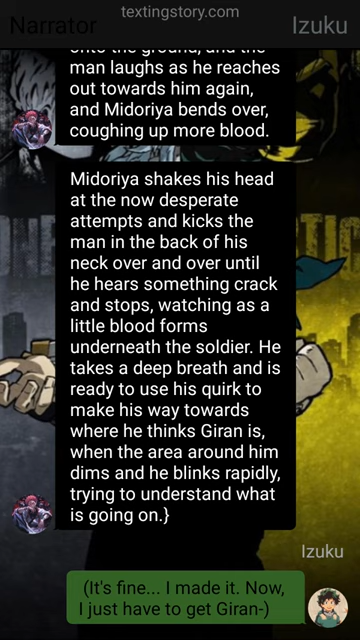 textingstory.com
Narrator
Izuku
onto the ground, and the
man laughs as he reaches
out towards him again,
and Midoriya bends over,
coughing up more blood.
Midoriya shakes his head
at the now desperate
attempts and kicks the
man in the back of his
neck over and over until
he hears something crack
and stops, watching as a
little blood forms
underneath the soldier. He
takes a deep breath and is
ready to use his quirk to
make his way towards
where he thinks Giran is,
when the area around him
dims and he blinks rapidly,
trying to understand what
is going on.}
Izuku
(It's fine... I made it. Now,
I just have to get Giran-)